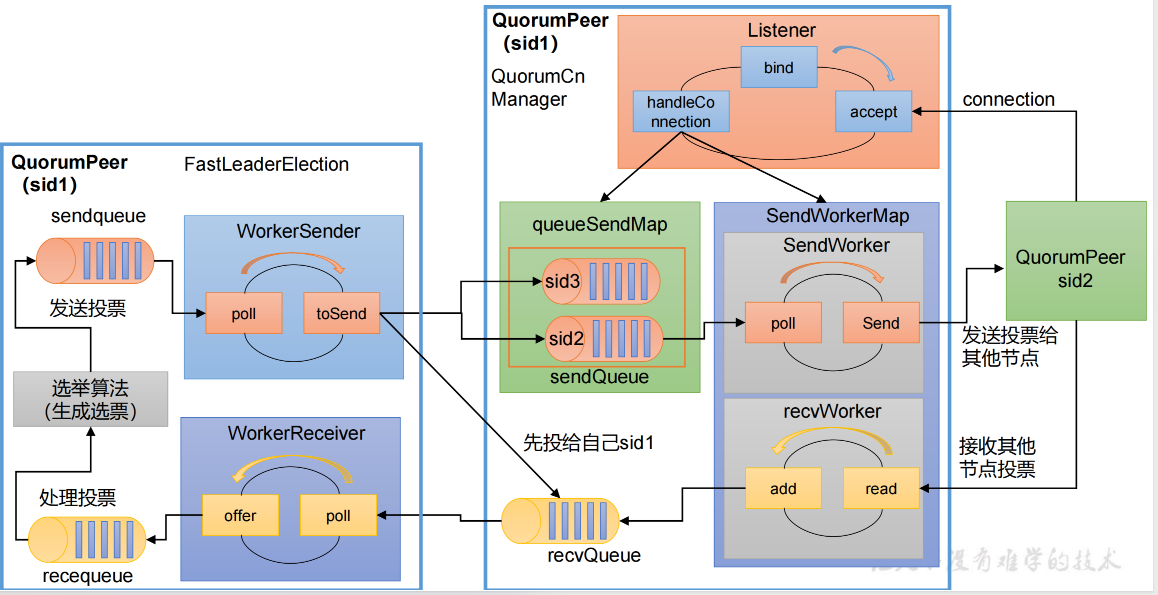 QuorumPeer
（sid1）
FastLeaderElection
sendqueue
发送投票
选举算法
（生成选票）
处理投票
recequeue
WorkerSender
poll
toSend
WorkerReceiver
offer
poll
QuorumPeer
（sid1）
QuorumCn
Manager
Listener
bind
handleCo
nnection
accept
connection
queueSendMap
sid3
sid2
sendQueue
先投给自己sid1
recvQueue
SendWorkerMap
SendWorker
poll
Send
recvWorker
add
read
QuorumPeer
sid2
发送投票给
其他节点
接收其他
节点投票
没有难学的技术